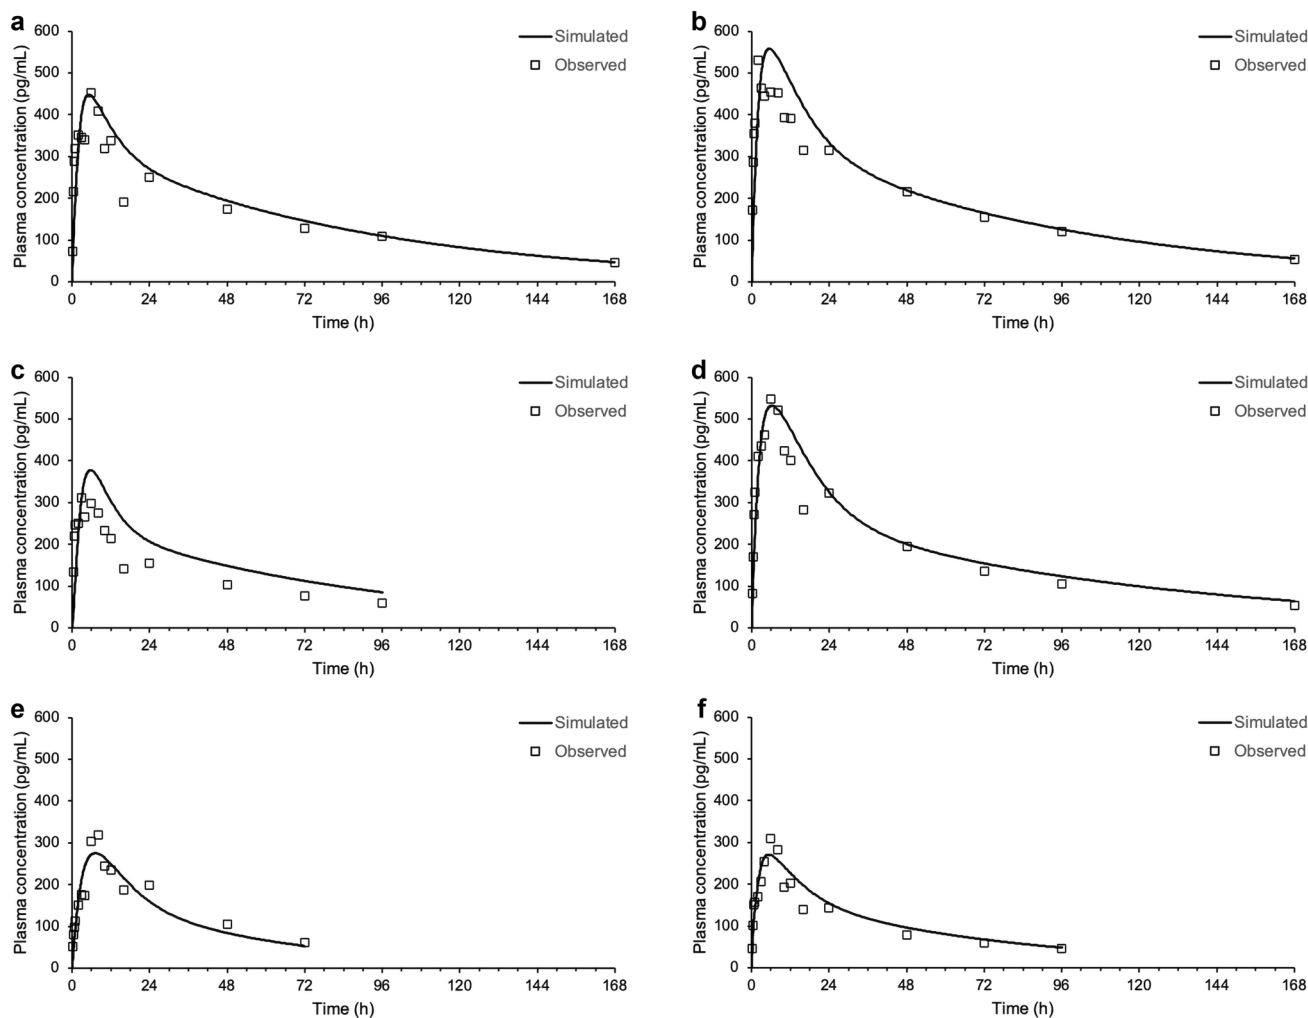 a
600
500
400
300
200
100
0
Plasma concentration (pg/mL)
0 24 48 72 96 120 144 168
Time (h)
Simulated
Observed
b
600
500
400
300
200
100
0
Plasma concentration (pg/mL)
0 24 48 72 96 120 144 168
Time (h)
Simulated
Observed
c
600
500
400
300
200
100
0
Plasma concentration (pg/mL)
0 24 48 72 96 120 144 168
Time (h)
Simulated
Observed
d
600
500
400
300
200
100
0
Plasma concentration (pg/mL)
0 24 48 72 96 120 144 168
Time (h)
Simulated
Observed
e
600
500
400
300
200
100
0
Plasma concentration (pg/mL)
0 24 48 72 96 120 144 168
Time (h)
Simulated
Observed
f
600
500
400
300
200
100
0
Plasma concentration (pg/mL)
0 24 48 72 96 120 144 168
Time (h)
Simulated
Observed